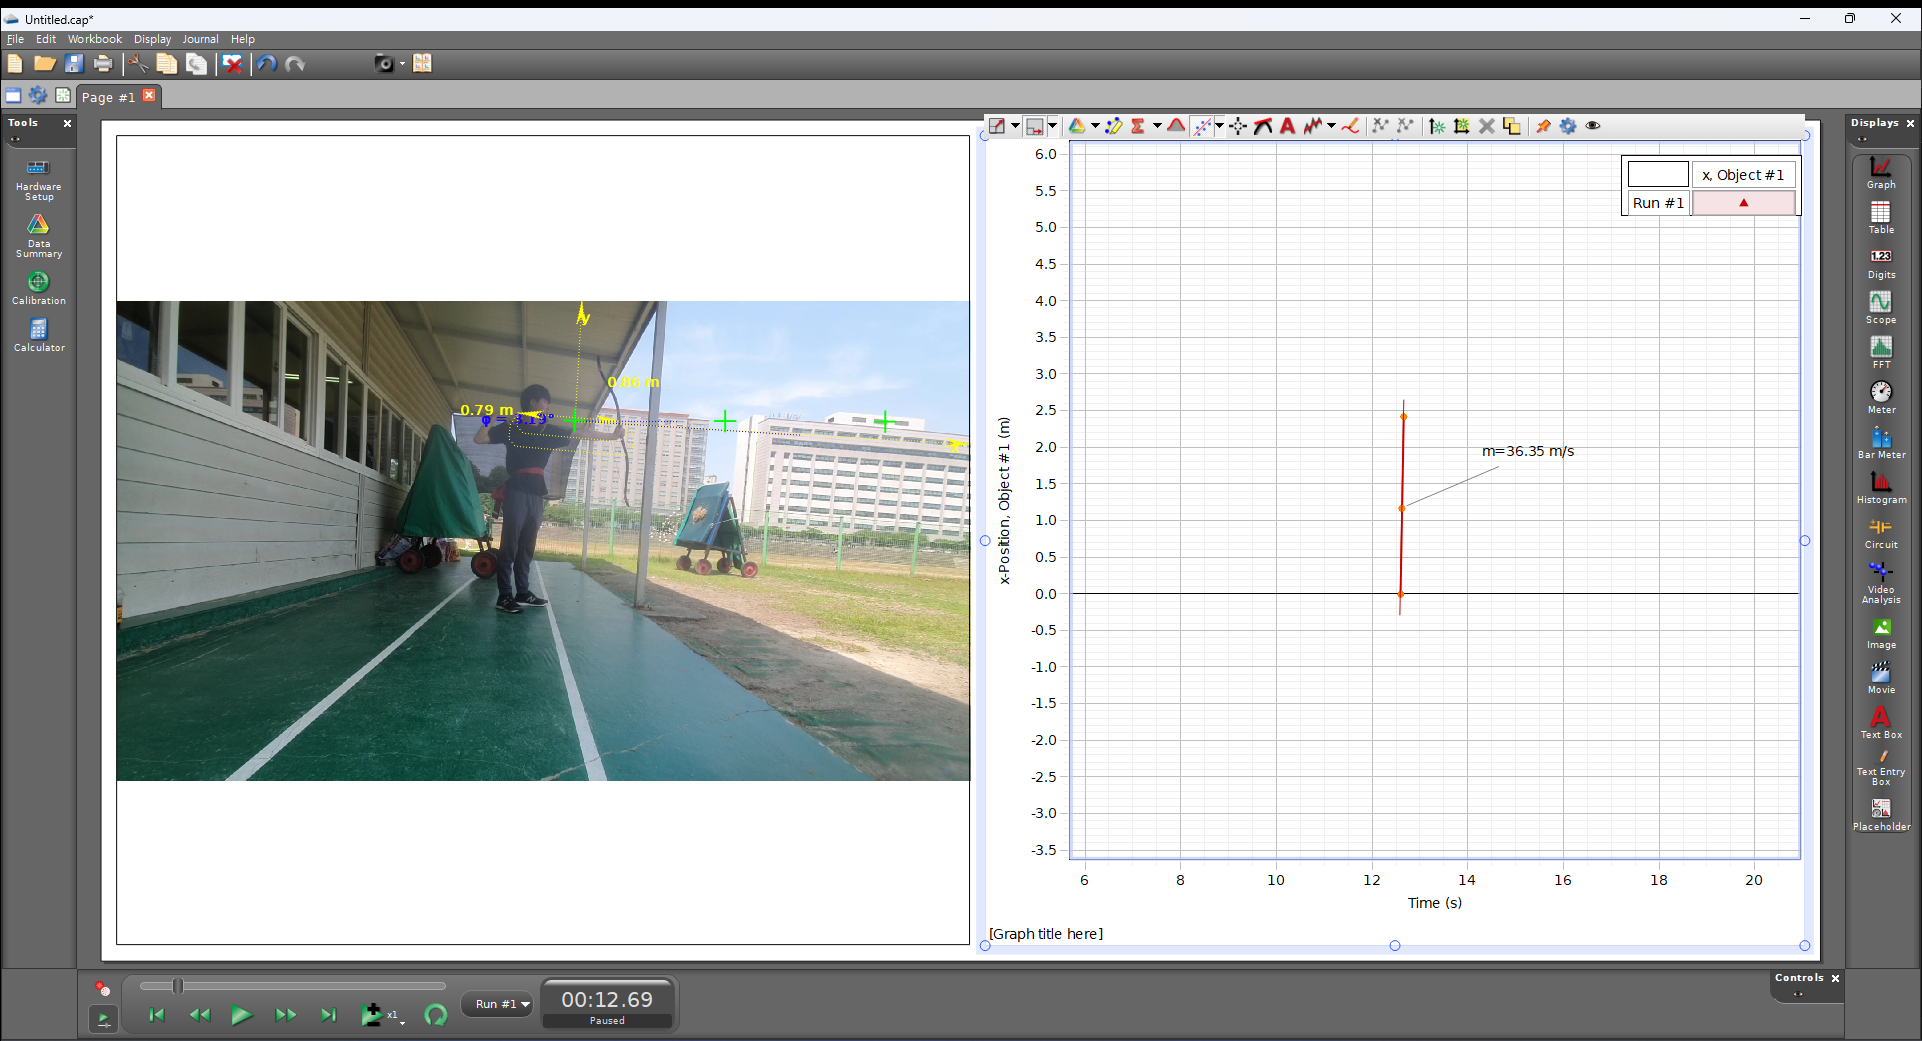 Untitled.cap*
File Edit Workbook Display Journal Help
Page #1
Tools
Hardware
Setup
Data
Summary
Calibration
Calculator
y
0.86 m
0.79 m
6.0
5.5
5.0
4.5
4.0
3.5
3.0
2.5
2.0
1.5
1.0
0.5
0.0
-0.5
-1.0
-1.5
-2.0
-2.5
-3.0
-3.5
x-Position, Object #1 (m)
x, Object #1
Run #1
m=36.35 m/s
6 8 10 12 14 16 18 20
Time (s)
[Graph title here]
Displays
Graph
Table
1.23
Digits
Scope
FFT
Meter
Bar Meter
Histogram
Circuit
Video
Analysis
Image
Movie
Text Box
Text Entry
Box
Placeholder
x1
Run #1
00:12.69
Paused
Controls